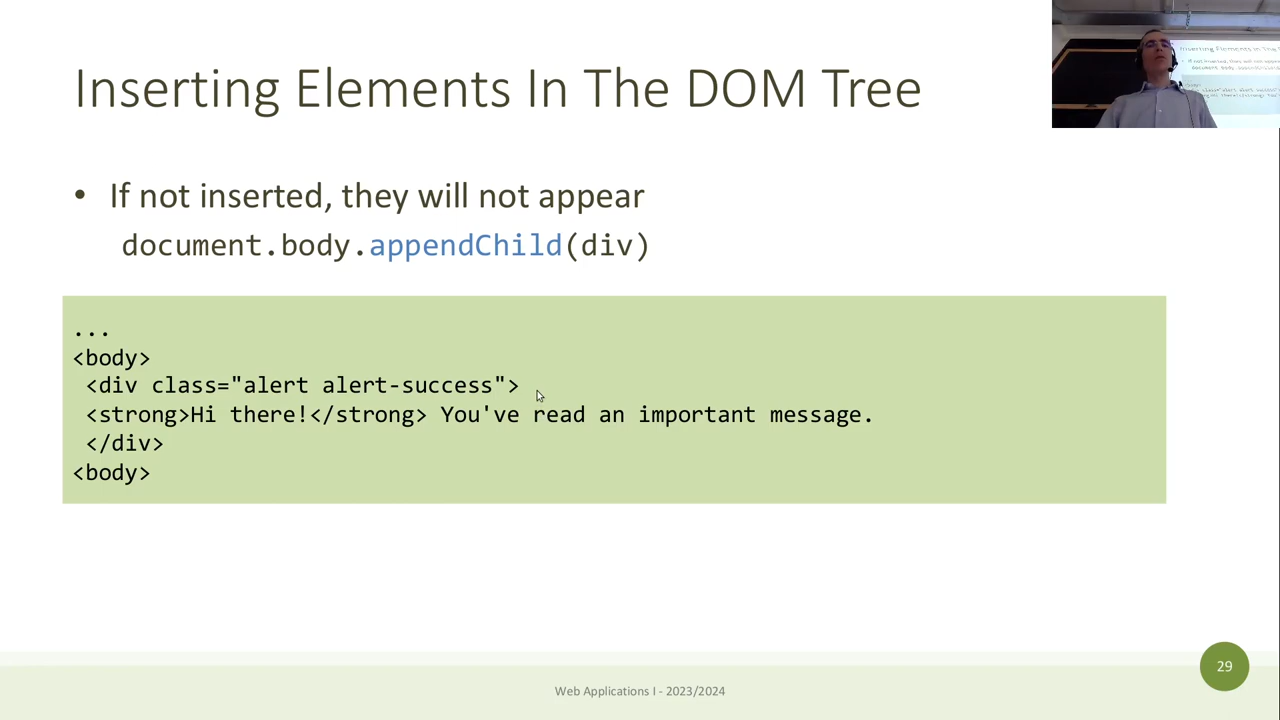 Inserting Elements In The DOM Tree
• If not inserted, they will not appear
document.body.appendChild(div)
...
<body>
<div class="alert alert-success">
<strong>Hi there!</strong> You've read an important message.
</div>
<body>
29
Web Applications I - 2023/2024